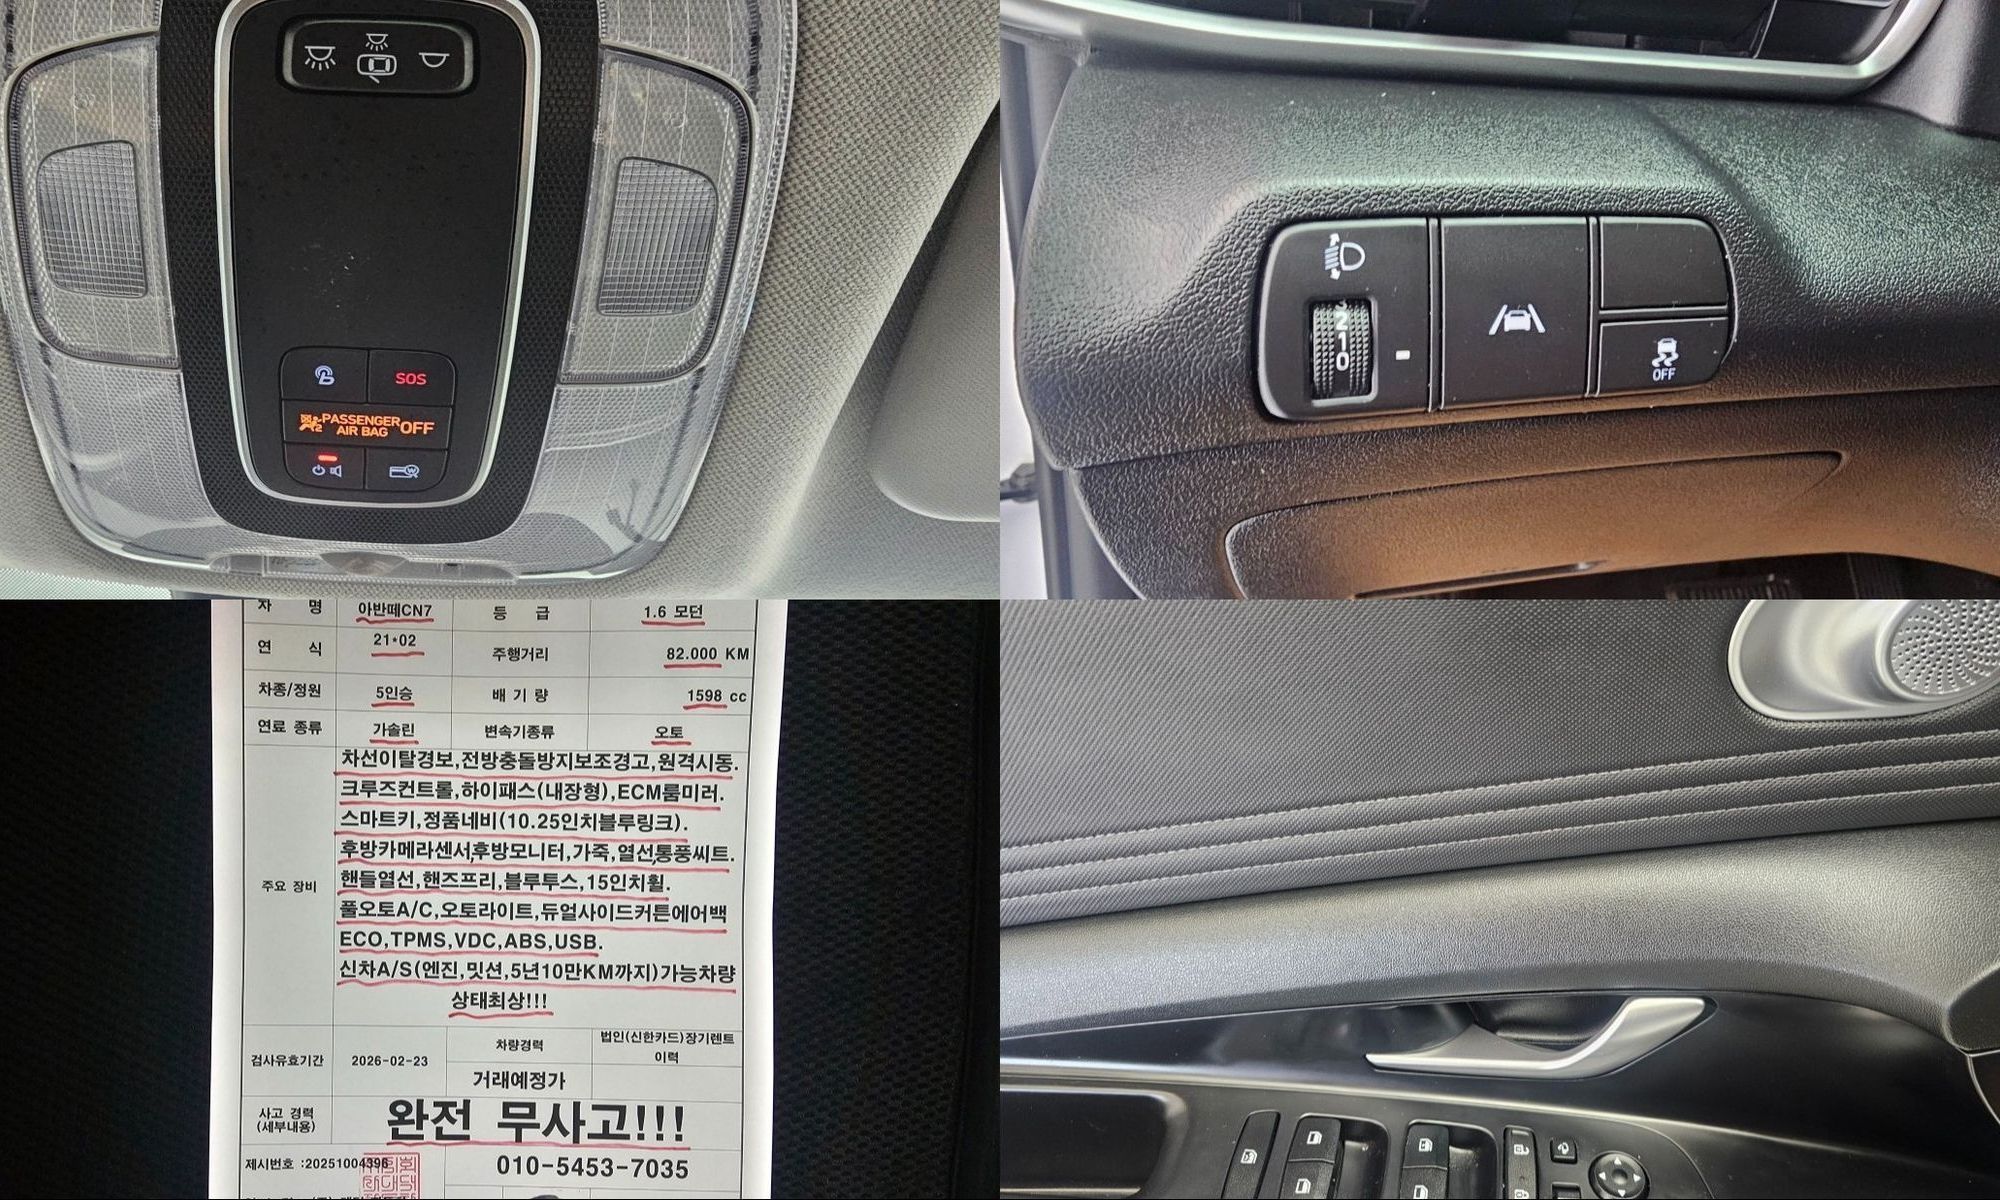 SOS
PASSENGER
AIR BAG OFF
2
1
0
OFF
차 명 아반떼CN7 등 급 1.6 모던
연 식 21*02 주행거리 82.000 KM
차종/정원 5인승 배 기 량 1598 cc
연료 종류 가솔린 변속기종류 오토
주요 장비
차선이탈경보,전방충돌방지보조경고,원격시동.
크루즈컨트롤,하이패스(내장형),ECM룸미러.
스마트키,정품네비(10.25인치블루링크).
후방카메라센서,후방모니터,가죽,열선,통풍씨트.
핸들열선,핸즈프리,블루투스,15인치휠.
풀오토A/C,오토라이트,듀얼사이드커튼에어백
ECO,TPMS,VDC,ABS,USB.
신차A/S(엔진,밋션,5년10만KM까지)가능차량
상태최상!!!
검사유효기간 2026-02-23 차량경력 법인(신한카드)장기렌트
이력
거래예정가
사고 경력
(세부내용)
완전 무사고!!!
제시번호 :20251004398
010-5453-7035